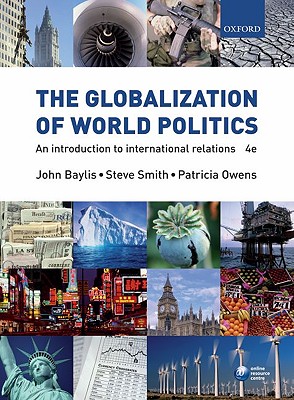 OXFORD
THE GLOBALIZATION
OF WORLD POLITICS
An introduction to international relations 4e
John Baylis • Steve Smith • Patricia Owens
online
resource
centre